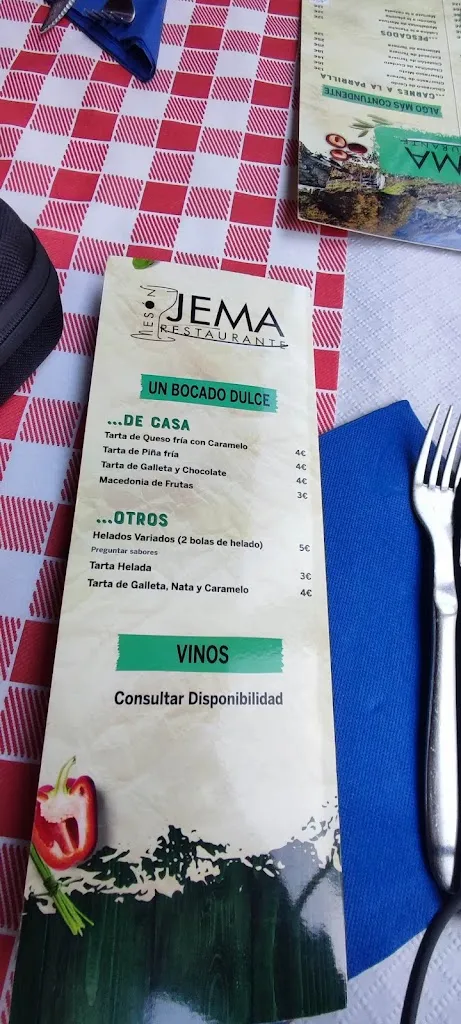 MESÓN
JEMA
RESTAURANTE
UN BOCADO DULCE
...DE CASA
Tarta de Queso fría con Caramelo 4€
Tarta de Piña fría 4€
Tarta de Galleta y Chocolate 4€
Macedonia de Frutas 3€
...OTROS
Helados Variados (2 bolas de helado) 5€
Preguntar sabores
Tarta Helada 3€
Tarta de Galleta, Nata y Caramelo 4€
VINOS
Consultar Disponibilidad
ALGO MAS CONTUNDENTE
...CARNES A LA PARRILLA
PESCADOS